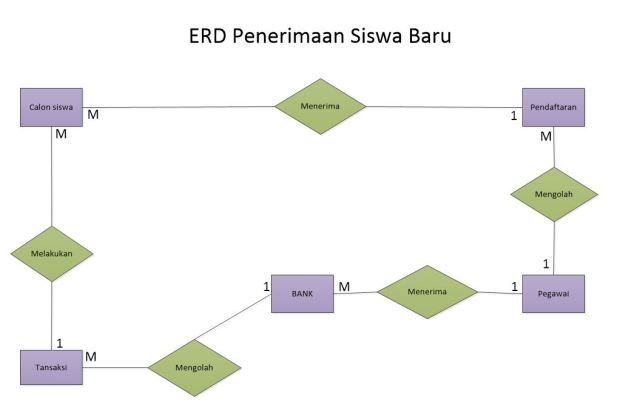 ERD Penerimaan Siswa Baru
Calon siswa
M
Menerima
1
Pendaftaran
M
M
Mengolah
Melakukan
1
1
BANK
M
Menerima
1
Pegawai
1
Tansaksi
M
Mengolah